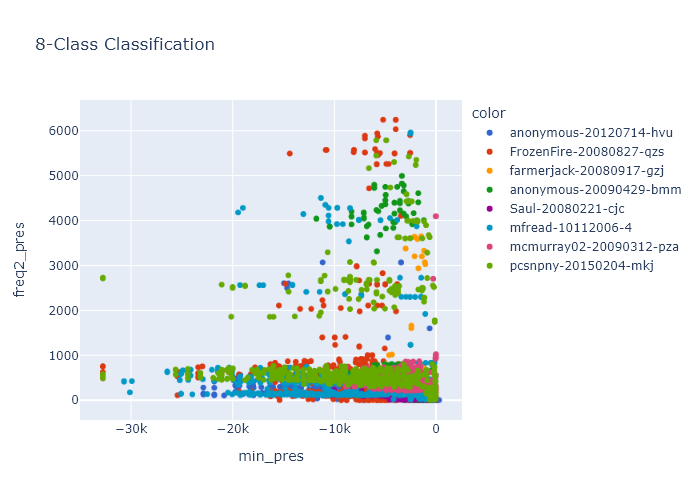 8-Class Classification
color
anonymous-20120714-hvu
FrozenFire-20080827-qzs
farmerjack-20080917-gzj
anonymous-20090429-bmm
Saul-20080221-cjc
mfread-10112006-4
mcmurray02-20090312-pza
pcsnpny-20150204-mkj
freq2_pres
6000
5000
4000
3000
2000
1000
0
−30k
−20k
−10k
0
min_pres